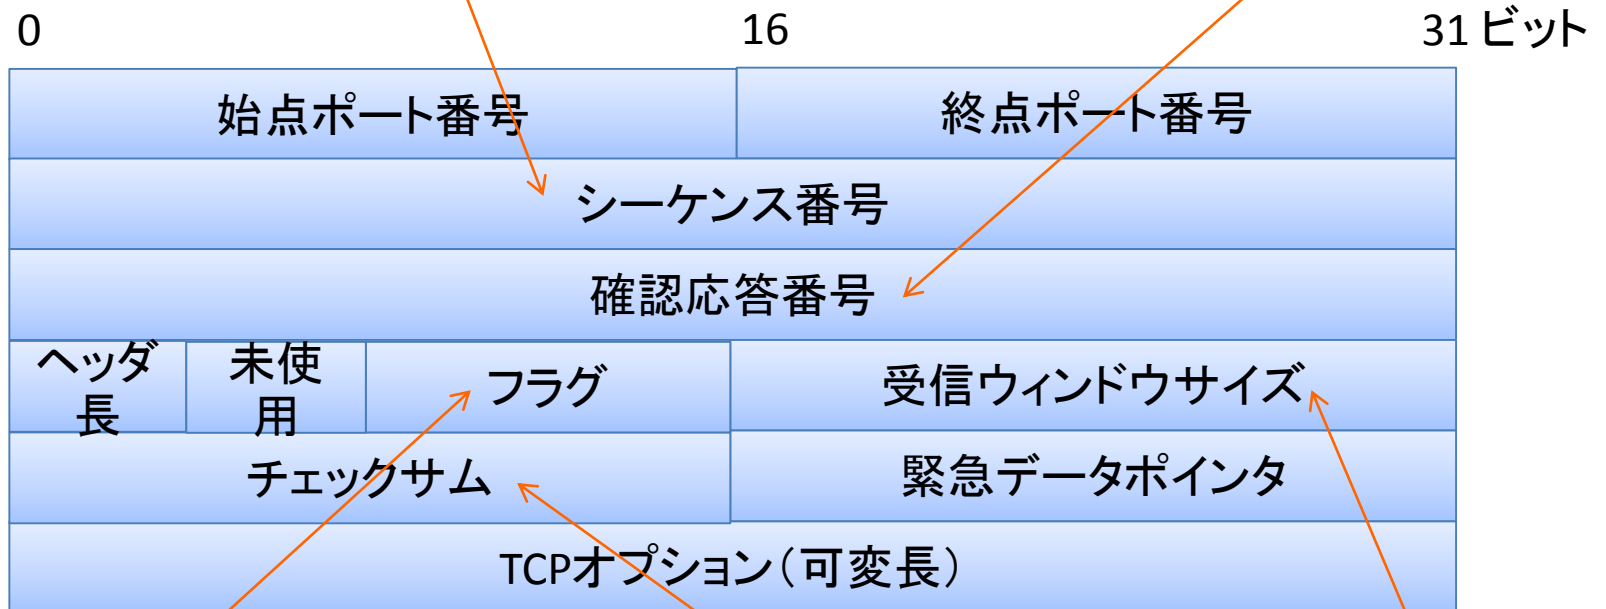 0 16 31 ビット
始点ポート番号 終点ポート番号
シーケンス番号
確認応答番号
ヘッダ
長
未使
用
フラグ
受信ウィンドウサイズ
チェックサム 緊急データポインタ
TCPオプション（可変長）